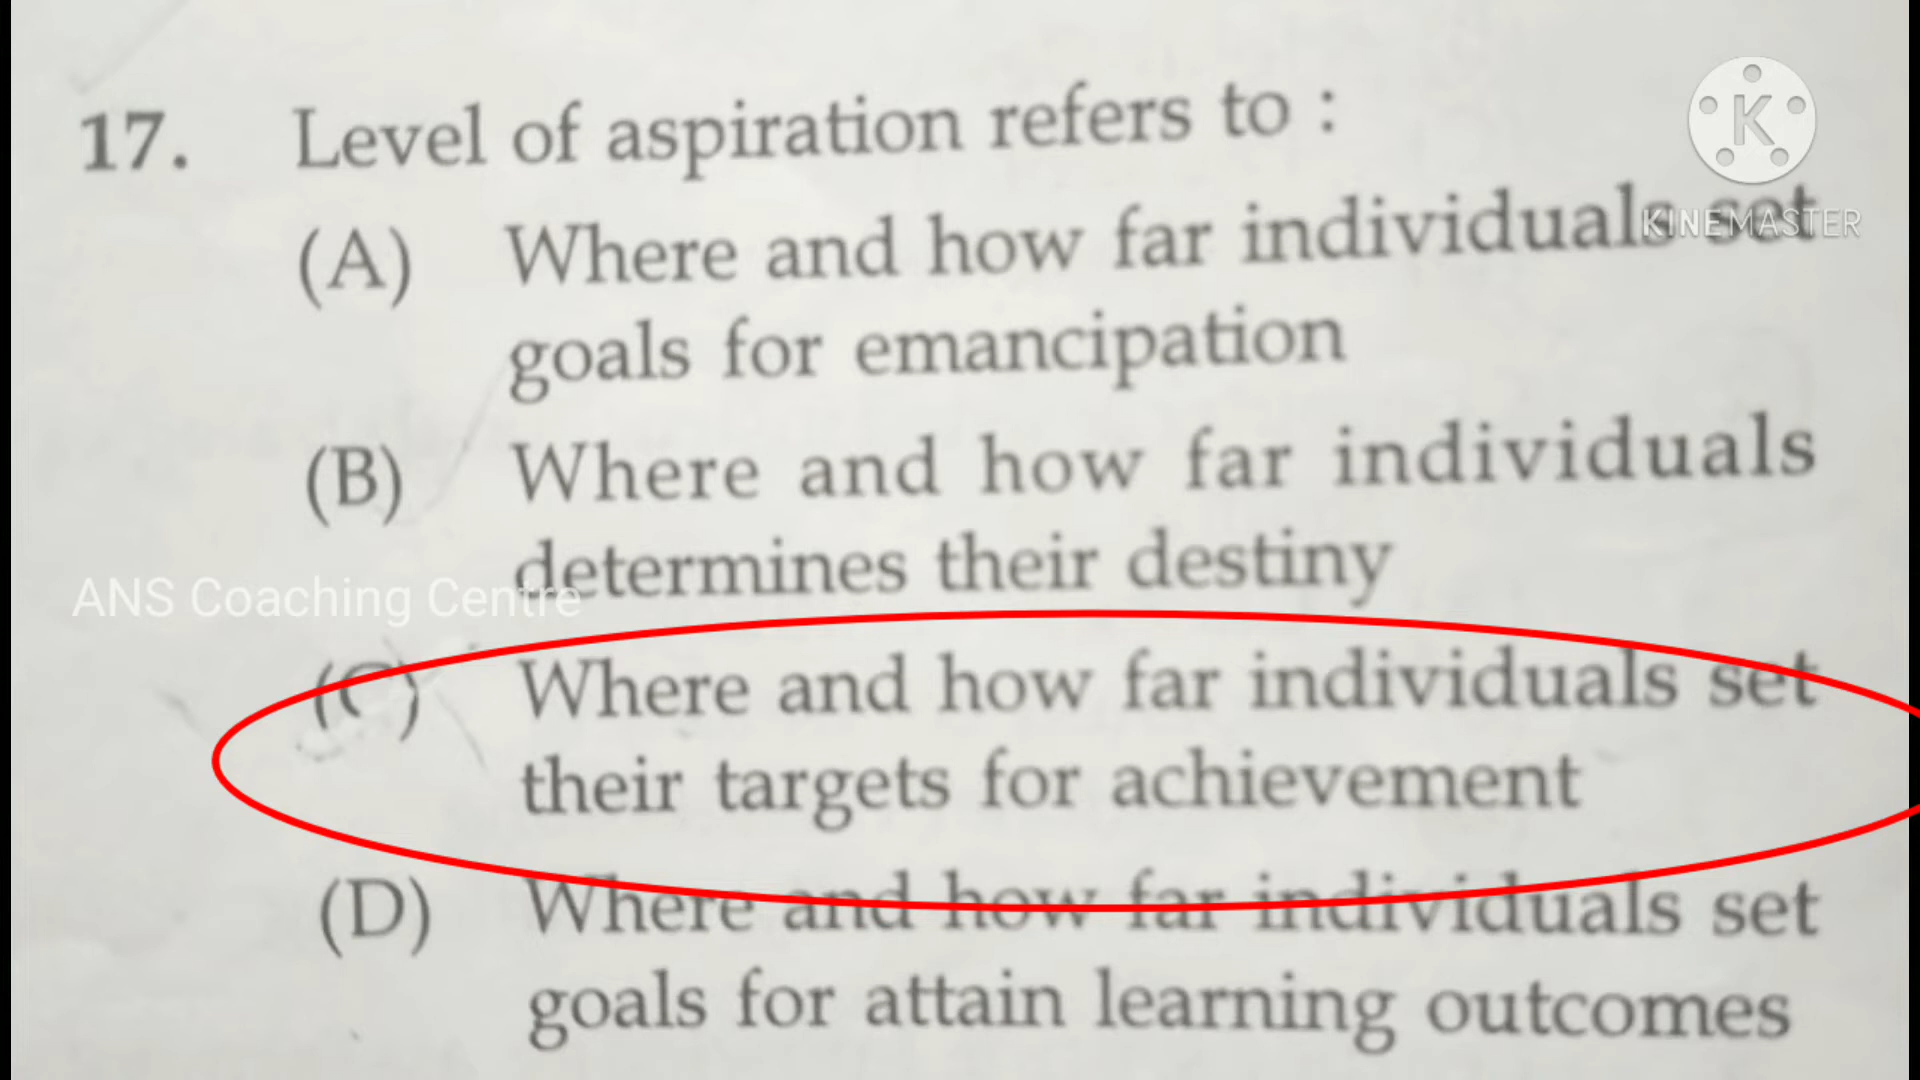 17. Level of aspiration refers to :
K
KINEMASTER
(A) Where and how far individuals set
goals for emancipation
(B) Where and how far individuals
determines their destiny
ANS Coaching Centre
(C) Where and how far individuals set
their targets for achievement
(D) Where and how far individuals set
goals for attain learning outcomes